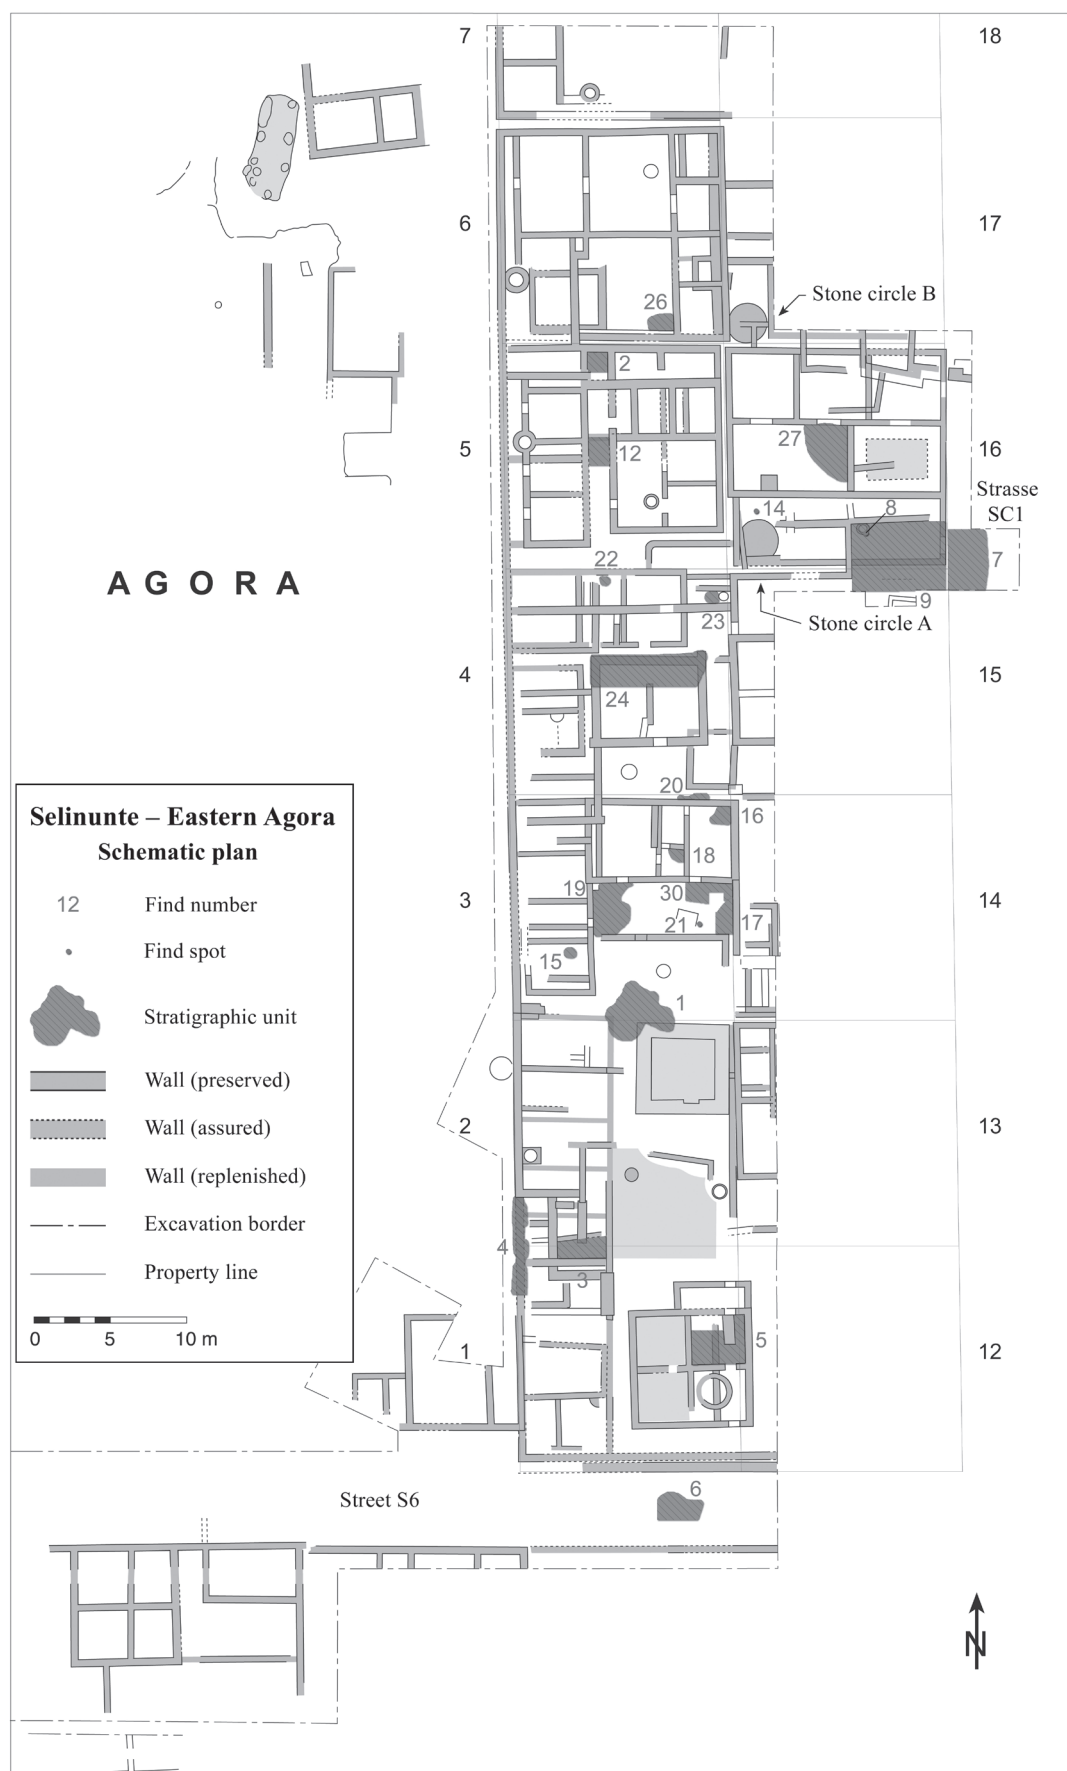 7
18
6
17
Stone circle B
26
2
5
12
27
16
Strasse
SC1
14
8
7
AGORA
22
9
23
Stone circle A
4
15
24
20
16
18
3
19
30
14
21
17
15
1
Selinunte – Eastern Agora
Schematic plan
12 Find number
Find spot
Stratigraphic unit
Wall (preserved)
Wall (assured)
Wall (replenished)
Excavation border
Property line
0 5 10 m
2
13
4
3
5
1
12
6
Street S6
N